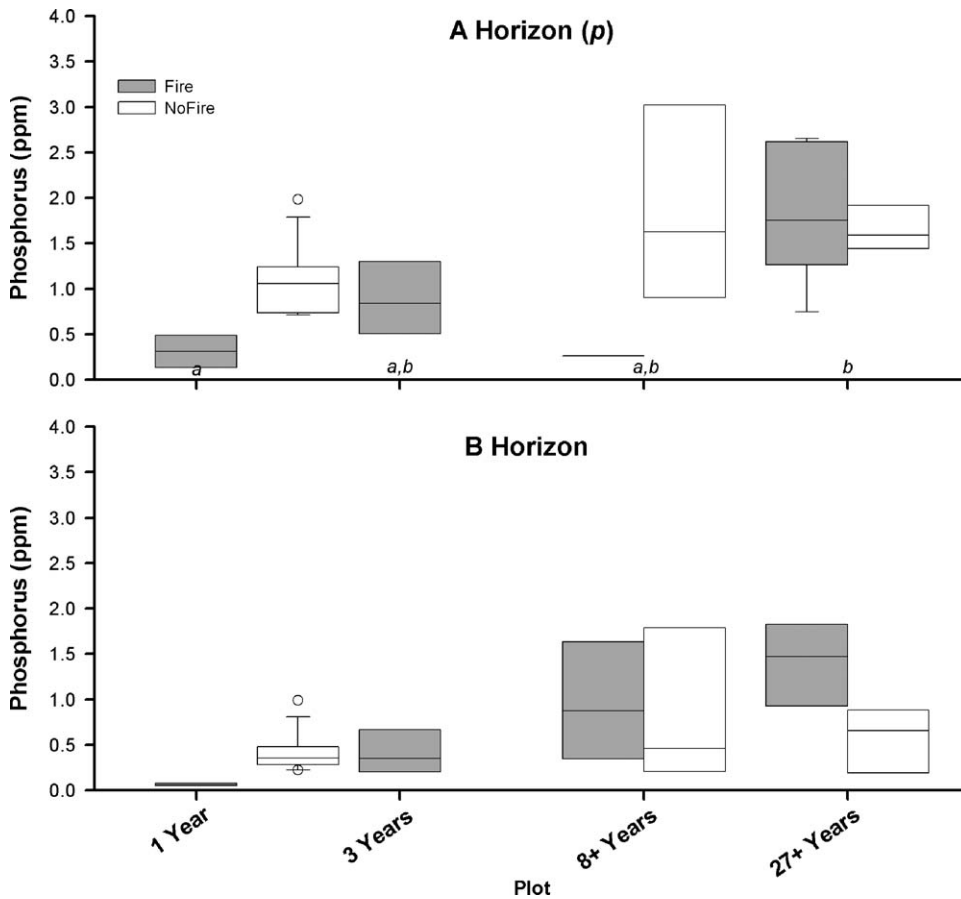 A Horizon (p)
Phosphorus (ppm)
4.0
3.5
3.0
2.5
2.0
1.5
1.0
0.5
0.0
Fire
NoFire
a
a,b
a,b
b
B Horizon
Phosphorus (ppm)
4.0
3.5
3.0
2.5
2.0
1.5
1.0
0.5
0.0
1 Year
3 Years
8+ Years
27+ Years
Plot